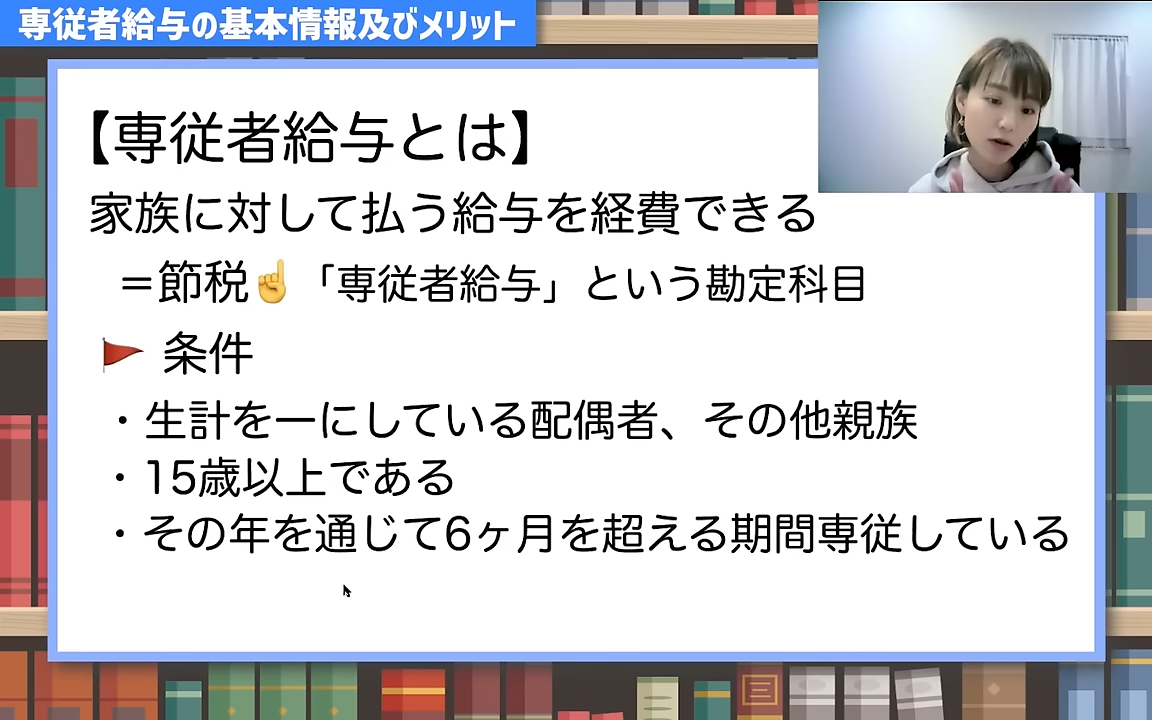 専従者給与の基本情報及びメリット
【専従者給与とは】
家族に対して払う給与を経費できる
＝節税☝「専従者給与」という勘定科目
🚩 条件
・生計を一にしている配偶者、その他親族
・15歳以上である
・その年を通じて6ヶ月を超える期間専従している